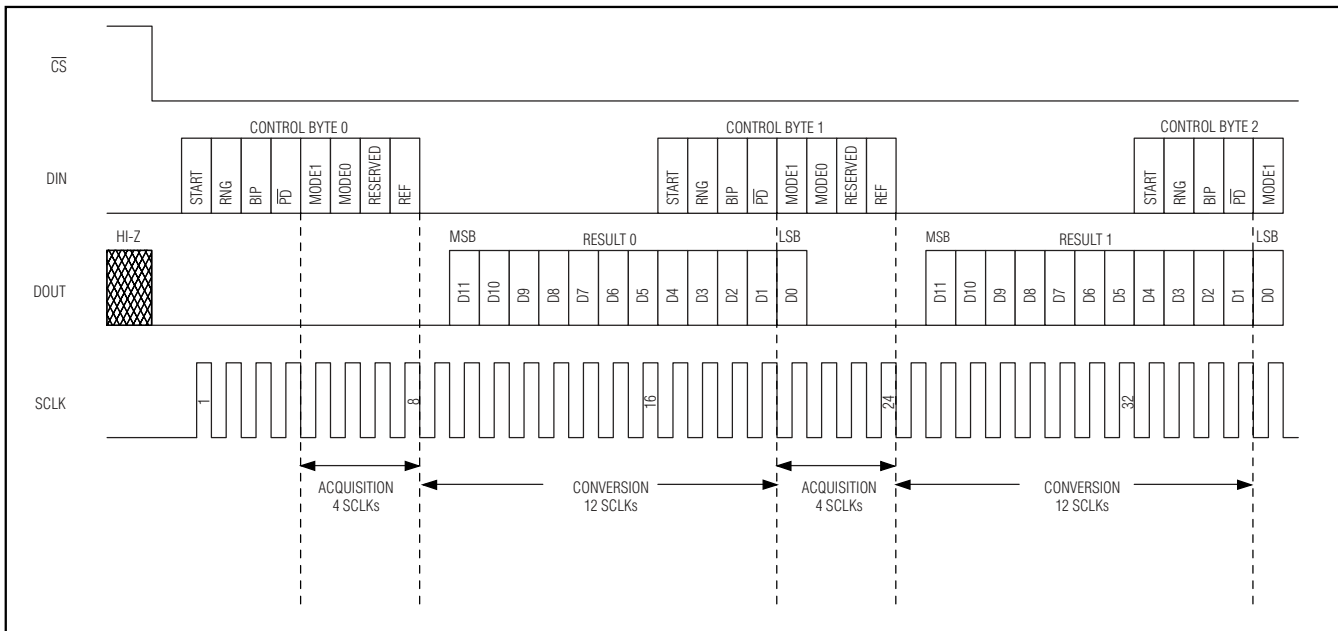 CS
CONTROL BYTE 0
CONTROL BYTE 1
CONTROL BYTE 2
DIN
START
RNG
BIP
PD
MODE1
MODE0
RESERVED
REF
START
RNG
BIP
PD
MODE1
MODE0
RESERVED
REF
START
RNG
BIP
PD
MODE1
HI-Z
MSB
RESULT 0
LSB
MSB
RESULT 1
LSB
DOUT
D11
D10
D9
D8
D7
D6
D5
D4
D3
D2
D1
D0
D11
D10
D9
D8
D7
D6
D5
D4
D3
D2
D1
D0
SCLK
1
8
16
24
32
ACQUISITION
4 SCLKs
CONVERSION
12 SCLKs
ACQUISITION
4 SCLKs
CONVERSION
12 SCLKs